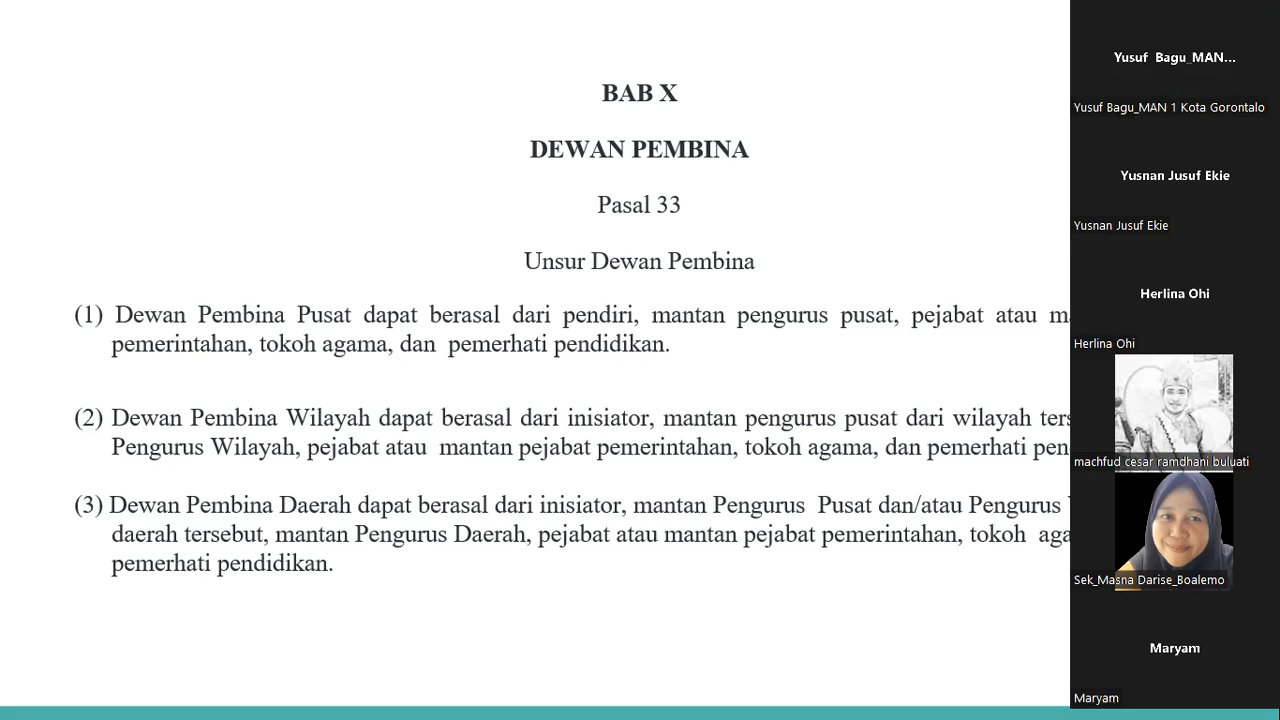 BAB X
DEWAN PEMBINA
Pasal 33
Unsur Dewan Pembina
(1) Dewan Pembina Pusat dapat berasal dari pendiri, mantan pengurus pusat, pejabat atau
pemerintahan, tokoh agama, dan pemerhati pendidikan.
(2) Dewan Pembina Wilayah dapat berasal dari inisiator, mantan pengurus pusat dari wilayah
Pengurus Wilayah, pejabat atau mantan pejabat pemerintahan, tokoh agama, dan pemerhati
(3) Dewan Pembina Daerah dapat berasal dari inisiator, mantan Pengurus Pusat dan/atau Pengurus
daerah tersebut, mantan Pengurus Daerah, pejabat atau mantan pejabat pemerintahan, tokoh
pemerhati pendidikan.
Yusuf Bagu_MAN...
Yusuf Bagu_MAN 1 Kota Gorontalo
Yusnan Jusuf Ekie
Yusnan Jusuf Ekie
Herlina Ohi
Herlina Ohi
machfud cesar ramdhani buluati
Sek_Masna Darise_Boalemo
Maryam
Maryam